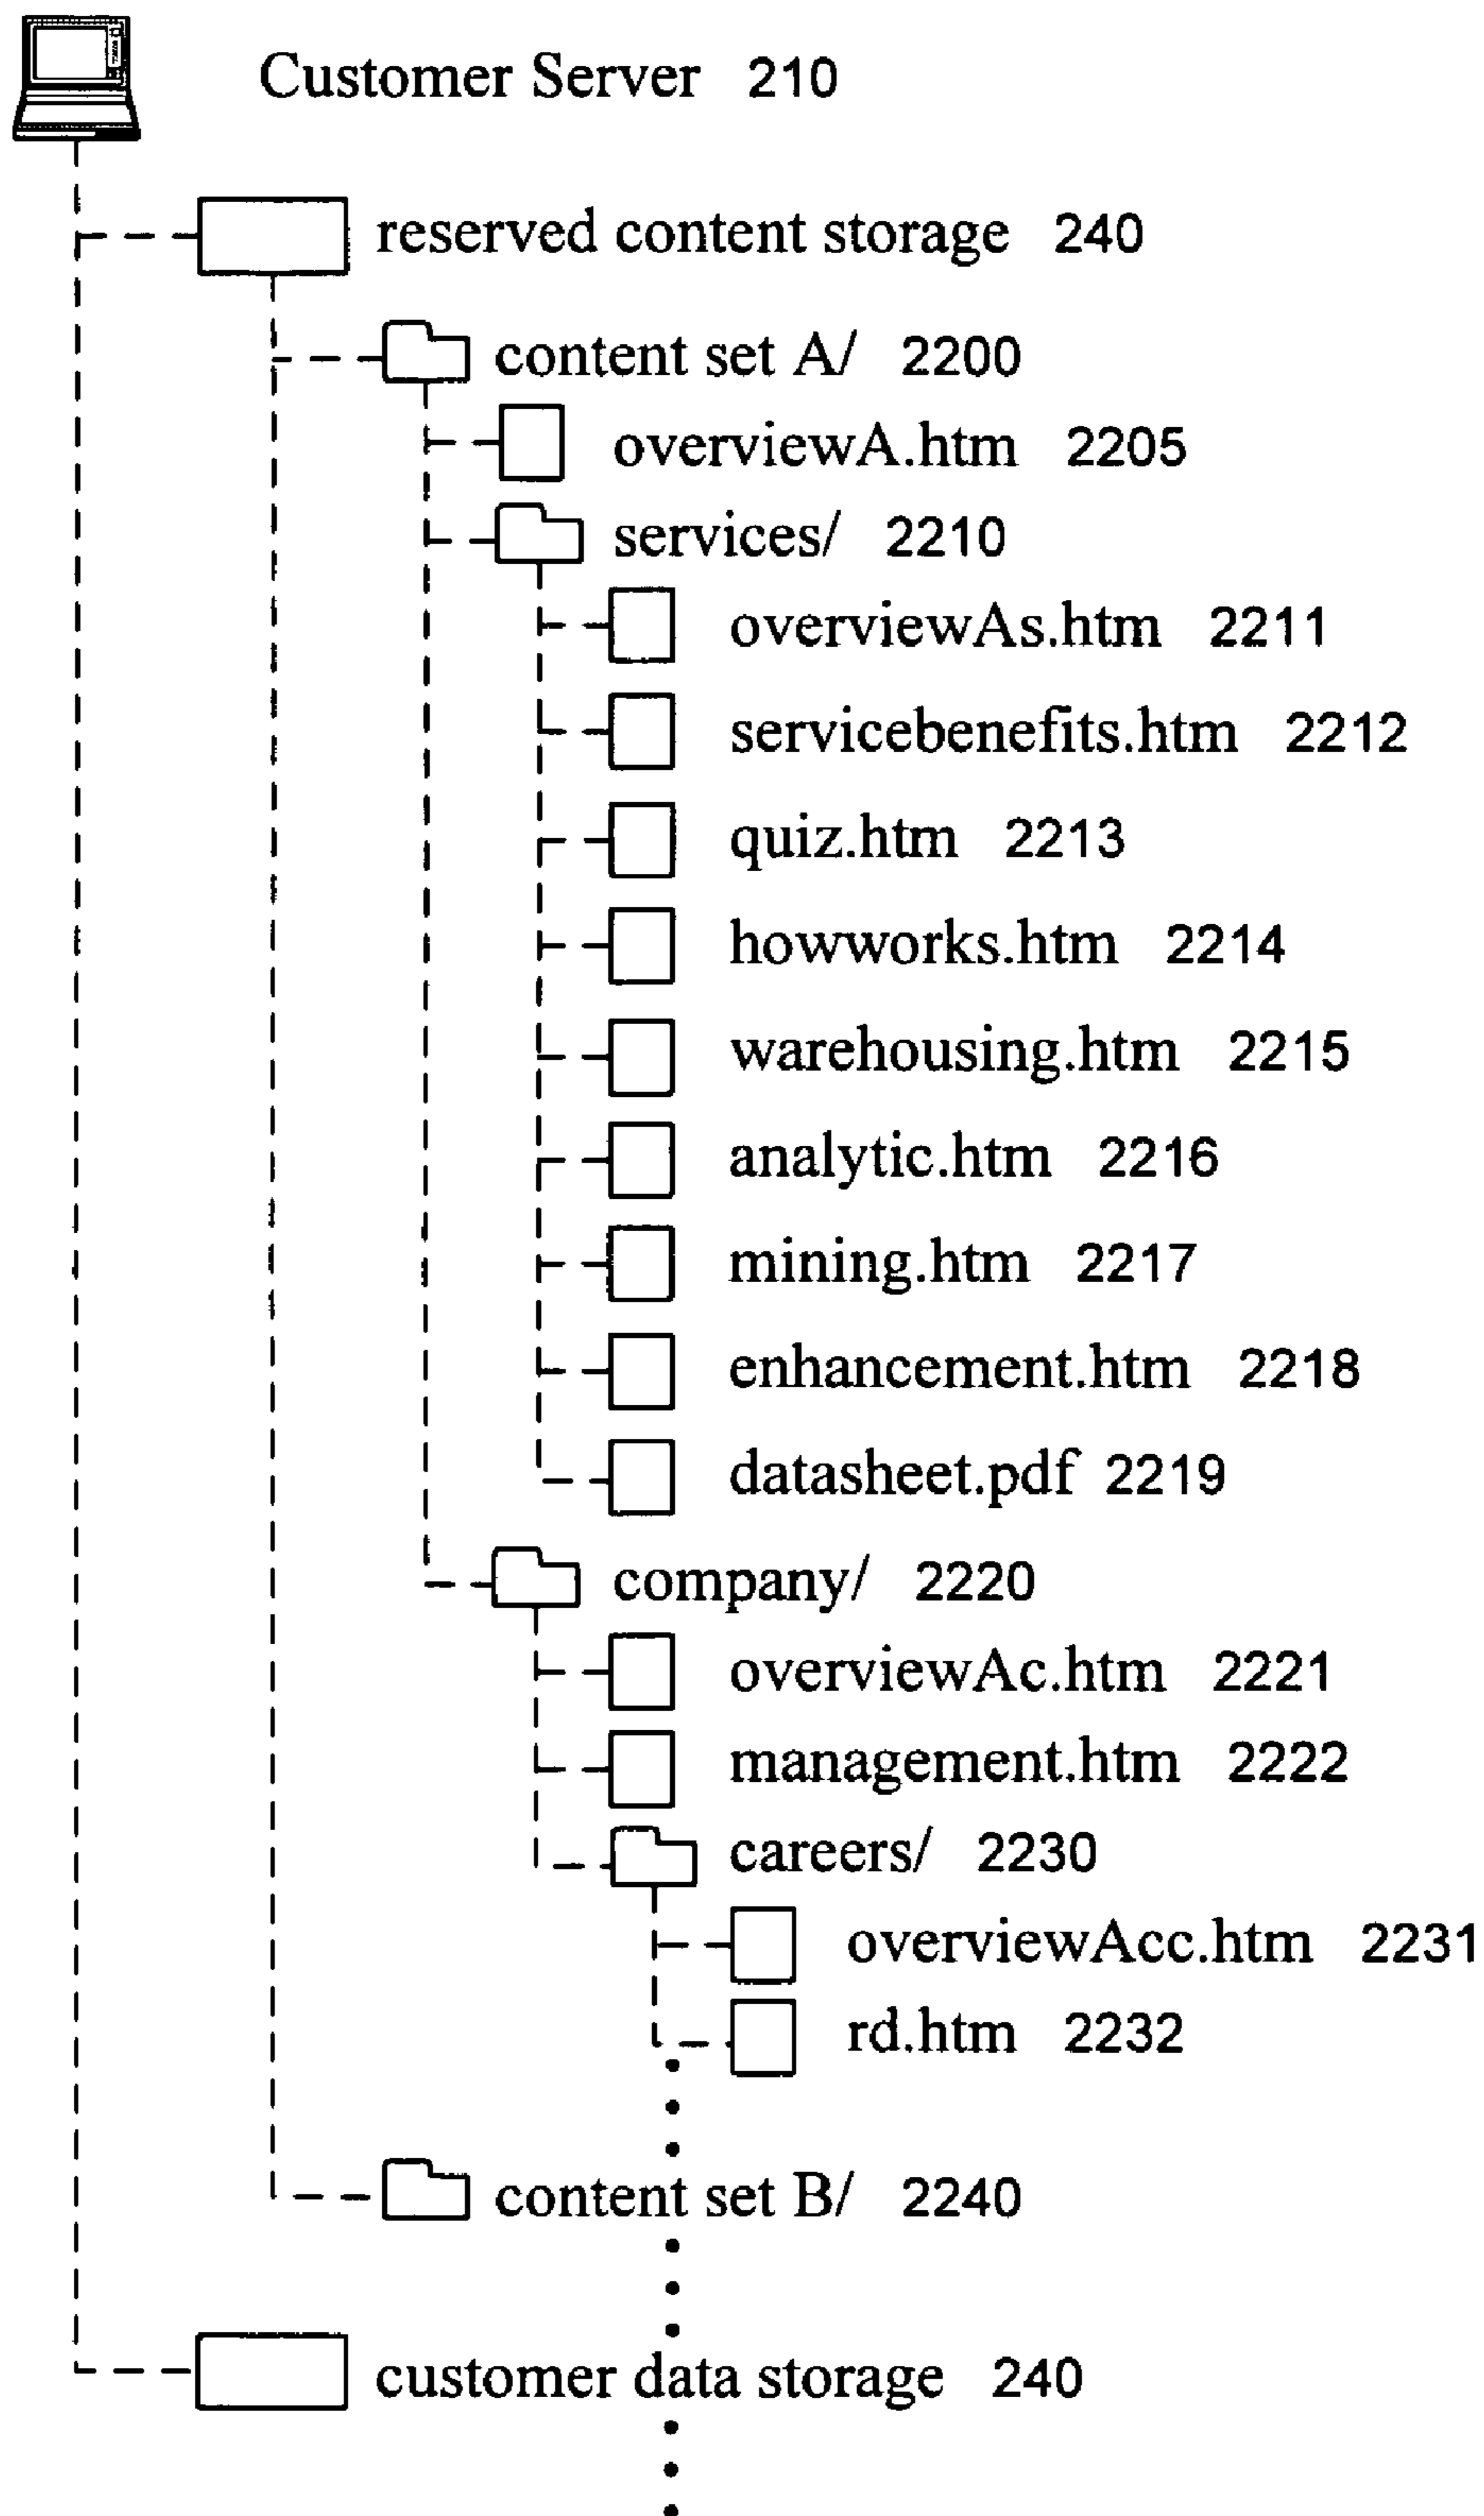 Customer Server 210
reserved content storage 240
content set A/ 2200
overviewA.htm 2205
services/ 2210
overviewAs.htm 2211
servicebenefits.htm 2212
quiz.htm 2213
howworks.htm 2214
warehousing.htm 2215
analytic.htm 2216
mining.htm 2217
enhancement.htm 2218
datasheet.pdf 2219
company/ 2220
overviewAc.htm 2221
management.htm 2222
careers/ 2230
overviewAcc.htm 2231
rd.htm 2232
content set B/ 2240
customer data storage 240